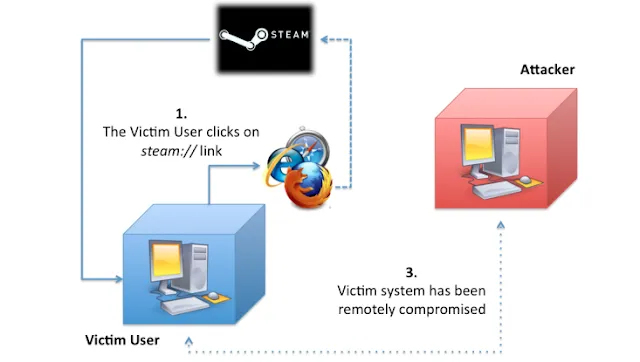 STEAM
Attacker
1.
The Victim User clicks on
steam:// link
3.
Victim system has been
remotely compromised
Victim User